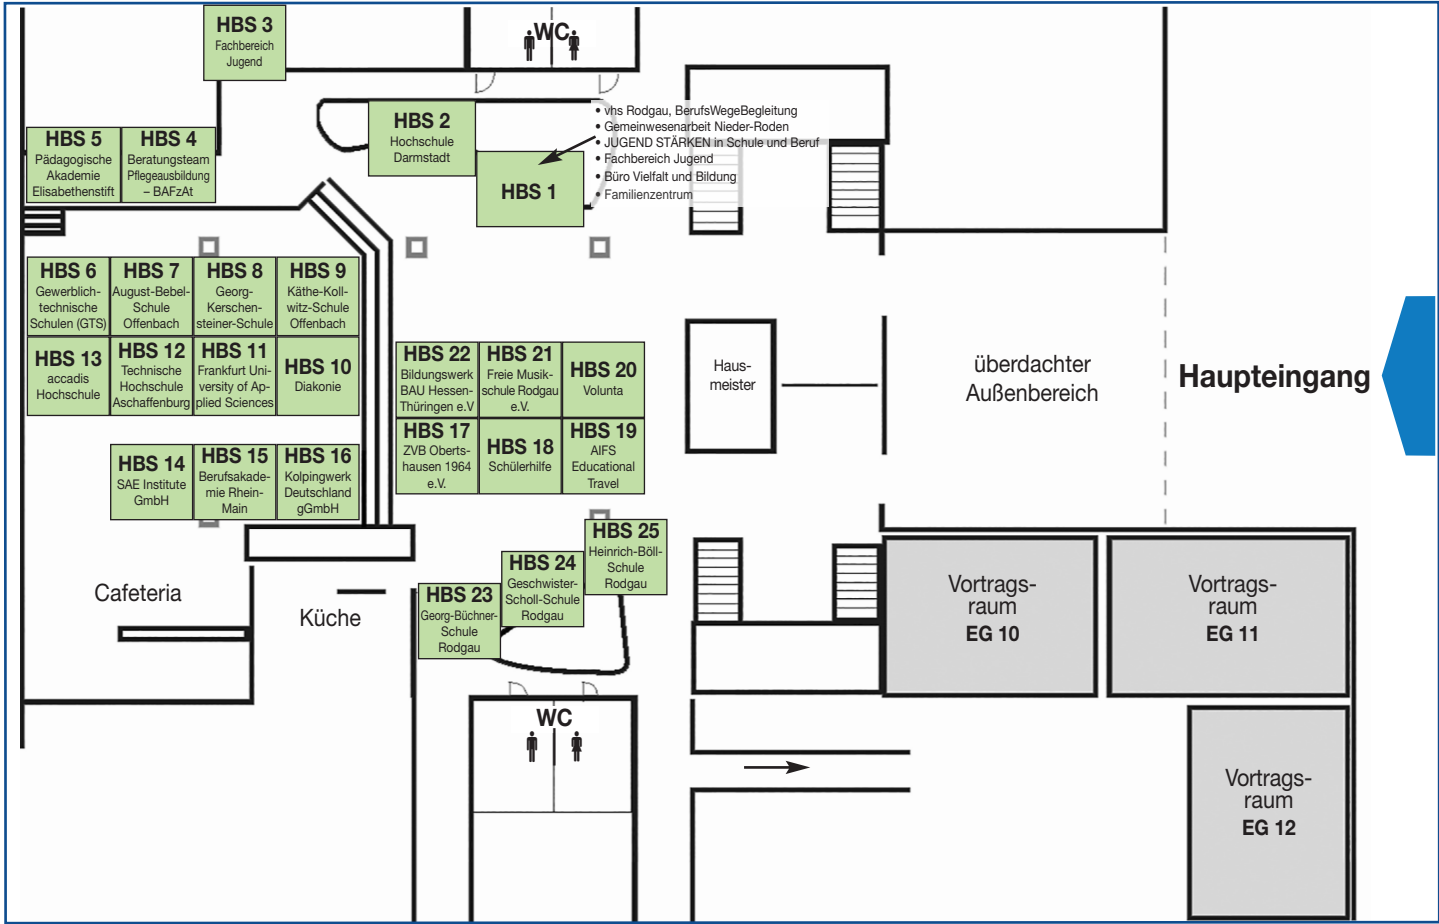 HBS 3
Fachbereich
Jugend
WC
HBS 5
Pädagogische
Akademie
Elisabethenstift
HBS 4
Beratungsteam
Pflegeausbildung
– BAFzAt
HBS 2
Hochschule
Darmstadt
HBS 1
• vhs Rodgau, BerufsWegeBegleitung
• Gemeinwesenarbeit Nieder-Roden
• JUGEND STÄRKEN in Schule und Beruf
• Fachbereich Jugend
• Büro Vielfalt und Bildung
• Familienzentrum
HBS 6
Gewerblich-
technische
Schulen (GTS)
HBS 7
August-Bebel-
Schule
Offenbach
HBS 8
Georg-
Kerschen-
steiner-Schule
HBS 9
Käthe-Koll-
witz-Schule
Offenbach
HBS 13
accadis
Hochschule
HBS 12
Technische
Hochschule
Aschaffenburg
HBS 11
Frankfurt Uni-
versity of Ap-
plied Sciences
HBS 10
Diakonie
HBS 22
Bildungswerk
BAU Hessen-
Thüringen e.V
HBS 21
Freie Musik-
schule Rodgau
e.V.
HBS 20
Volunta
HBS 17
ZVB Oberts-
hausen 1964
e.V.
HBS 18
Schülerhilfe
HBS 19
AIFS
Educational
Travel
Haus-
meister
überdachter
Außenbereich
Haupteingang
HBS 14
SAE Institute
GmbH
HBS 15
Berufsakade-
mie Rhein-
Main
HBS 16
Kolpingwerk
Deutschland
gGmbH
HBS 25
Heinrich-Böll-
Schule
Rodgau
HBS 24
Geschwister-
Scholl-Schule
Rodgau
HBS 23
Georg-Büchner-
Schule
Rodgau
Cafeteria
Küche
Vortrags-
raum
EG 10
Vortrags-
raum
EG 11
WC
Vortrags-
raum
EG 12